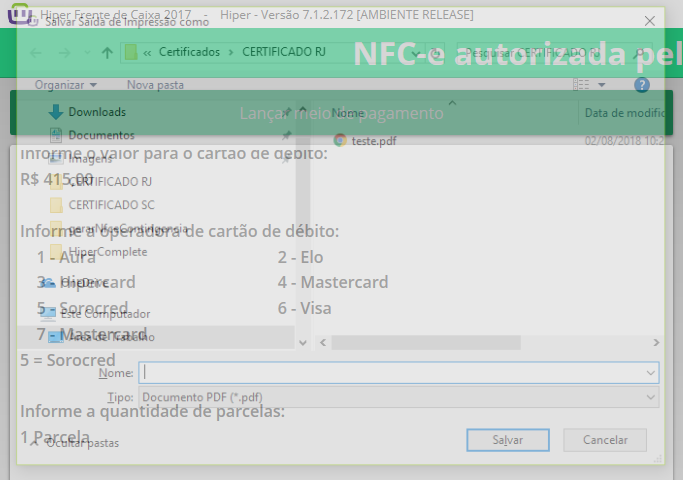 Hiper Frente de Caixa 2017 - Hiper - Versão 7.1.2.172 [AMBIENTE RELEASE]
Salvar Saída de Impressão como
« Certificados › CERTIFICADO RJ
Pesquisar CERTIFICADO RJ
NFC-e autorizada pel
Organizar
Nova pasta
Lançar meio de pagamento
Downloads
Documentos
Imagens
CERTIFICADO RJ
CERTIFICADO SC
gerarNfceContingencia
HiperComplete
OneDrive
Este Computador
Área de Trabalho
Nome
Data de modific
teste.pdf
02/08/2018 10:2
Informe o valor para o cartão de débito:
R$ 415,00
Informe a operadora de cartão de débito:
1 - Aura
2 - Elo
3 - Hipercard
4 - Mastercard
5 - Sorocred
6 - Visa
7 - Mastercard
5 = Sorocred
Nome:
Tipo: Documento PDF (*.pdf)
Informe a quantidade de parcelas:
1 Parcela
Ocultar pastas
Salvar
Cancelar